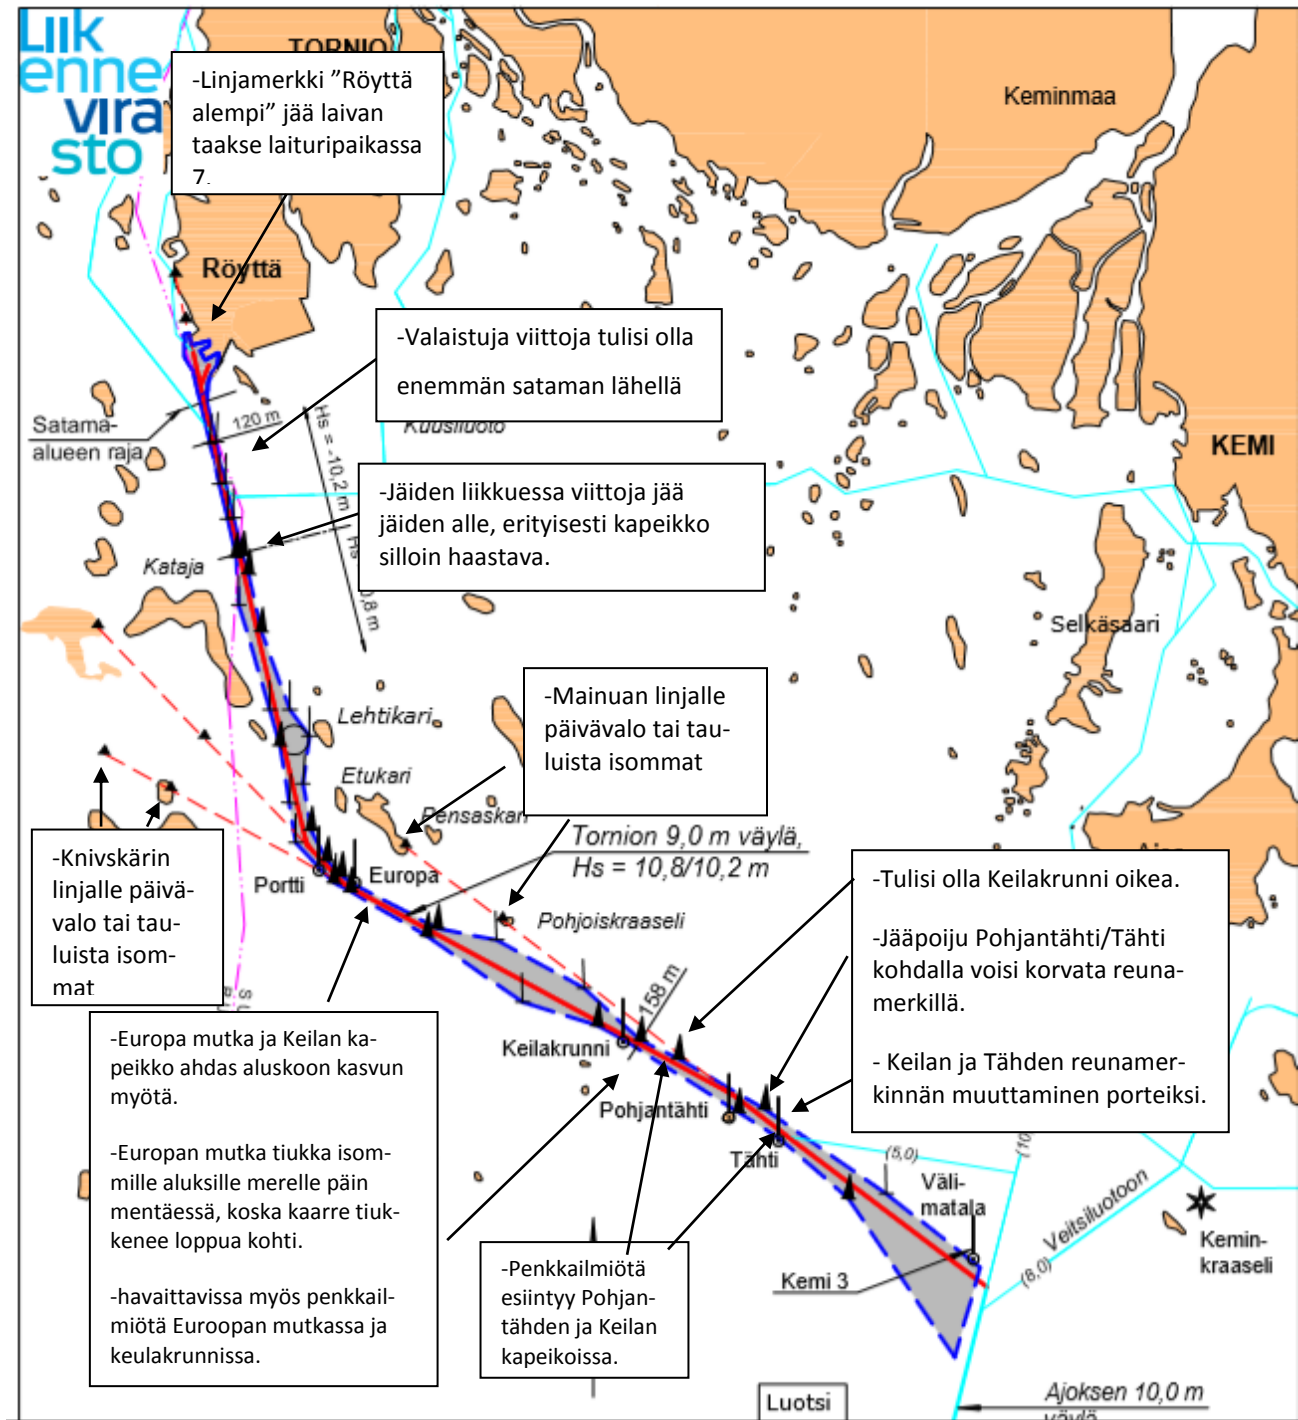 Liik
enne
vira
sto
TORNIO
-Linjamerkki ”Röyttä
alempi” jää laivan
taakse laituripaikassa
7.
Keminmaa
Röyttä
-Valaistuja viittoja tulisi olla
enemmän sataman lähellä
Satama-
alueen raja
120 m
Hs = -10,2 m
Kuusiluoto
KEMI
-Jäiden liikkuessa viittoja jää
jäiden alle, erityisesti kapeikko
silloin haastava.
Kataja
Selkäsaari
-Mainuan linjalle
päivävalo tai tau-
luista isommat
Lehtikari
Etukari
Pensaskari
Tornion 9,0 m väylä,
Hs = 10,8/10,2 m
-Knivskärin
linjalle päivä-
valo tai tau-
luista isom-
mat
Portti
Europa
Pohjoiskraaseli
-Tulisi olla Keilakrunni oikea.
-Jääpoiju Pohjantähti/Tähti
kohdalla voisi korvata reuna-
merkillä.
- Keilan ja Tähden reunamer-
kinnän muuttaminen porteiksi.
158 m
Keilakrunni
Pohjantähti
Tähti
-Europa mutka ja Keilan ka-
peikko ahdas aluskoon kasvun
myötä.
-Europan mutka tiukka isom-
mille aluksille merelle päin
mentäessä, koska kaarre tiuk-
kenee loppua kohti.
-havaittavissa myös penkkail-
miötä Euroopan mutkassa ja
keulakrunnissa.
-Penkkailmiötä
esiintyy Pohjan-
tähden ja Keilan
kapeikoissa.
(5,0)
Väli-
matala
Kemi 3
Veitsiluotoon
(8,0)
Kemin-
kraaseli
Luotsi
Ajoksen 10,0 m
väylä